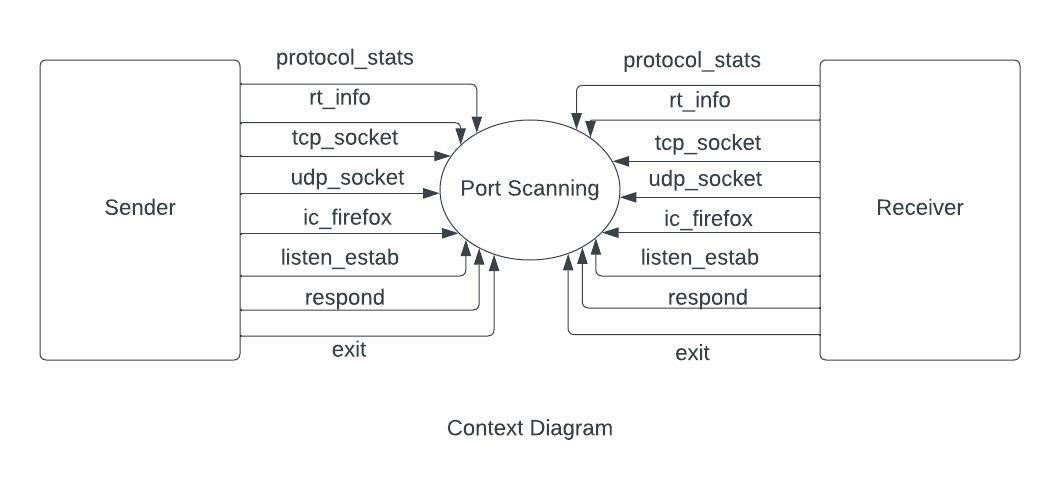 protocol_stats
rt_info
tcp_socket
udp_socket
ic_firefox
listen_estab
respond
exit
Sender
Port Scanning
protocol_stats
rt_info
tcp_socket
udp_socket
ic_firefox
listen_estab
respond
exit
Receiver
Context Diagram